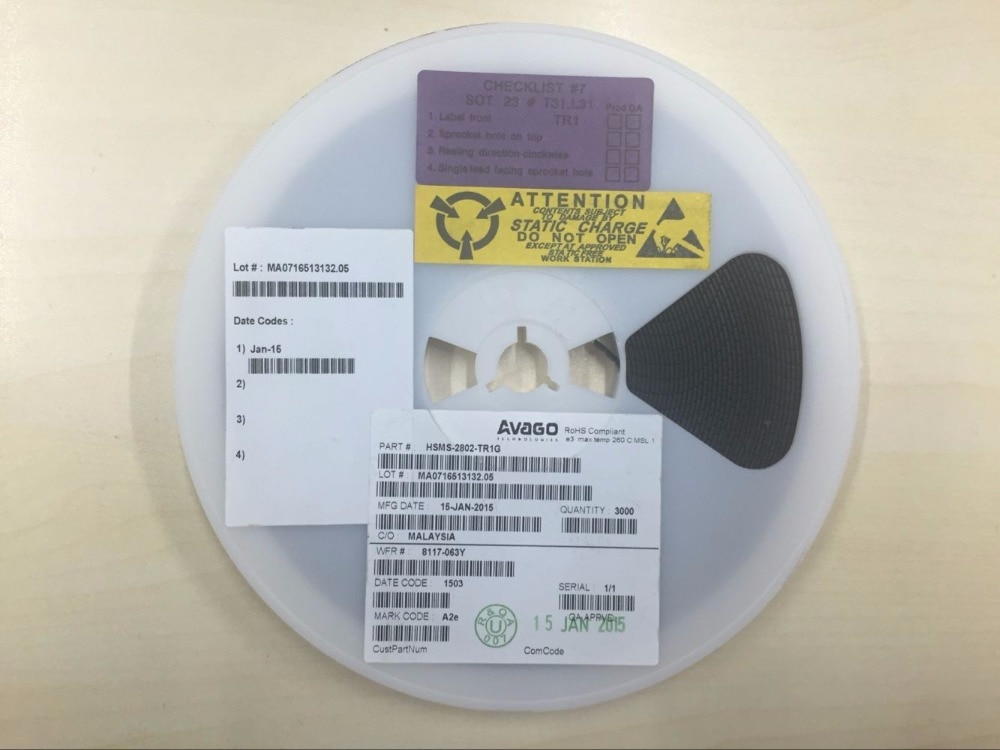 CHECKLIST #7
SOT 23 # T31,L31
Prod QA
1. Label front TR1
2. Sprocket hole on top
3. Reeling direction-clockwise
4. Single lead facing sprocket hole
ATTENTION
CONTENTS SUBJECT
TO DAMAGE BY
STATIC CHARGE
DO NOT OPEN
EXCEPT AT APPROVED
STATIC FREE
WORK STATION
Lot # : MA0716513132.05
Date Codes :
1) Jan-15
2)
3)
4)
AVAGO
TECHNOLOGIES
RoHS Compliant
e3 max temp 260 C MSL 1
PART # : HSMS-2802-TR1G
LOT # : MA0716513132.05
MFG DATE : 15-JAN-2015
QUANTITY : 3000
C/O MALAYSIA
WFR # : 8117-063Y
DATE CODE : 1503
SERIAL : 1/1
MARK CODE : A2e
QA APPVD:
R&QA
U
001
15 JAN 2015
CustPartNum
ComCode